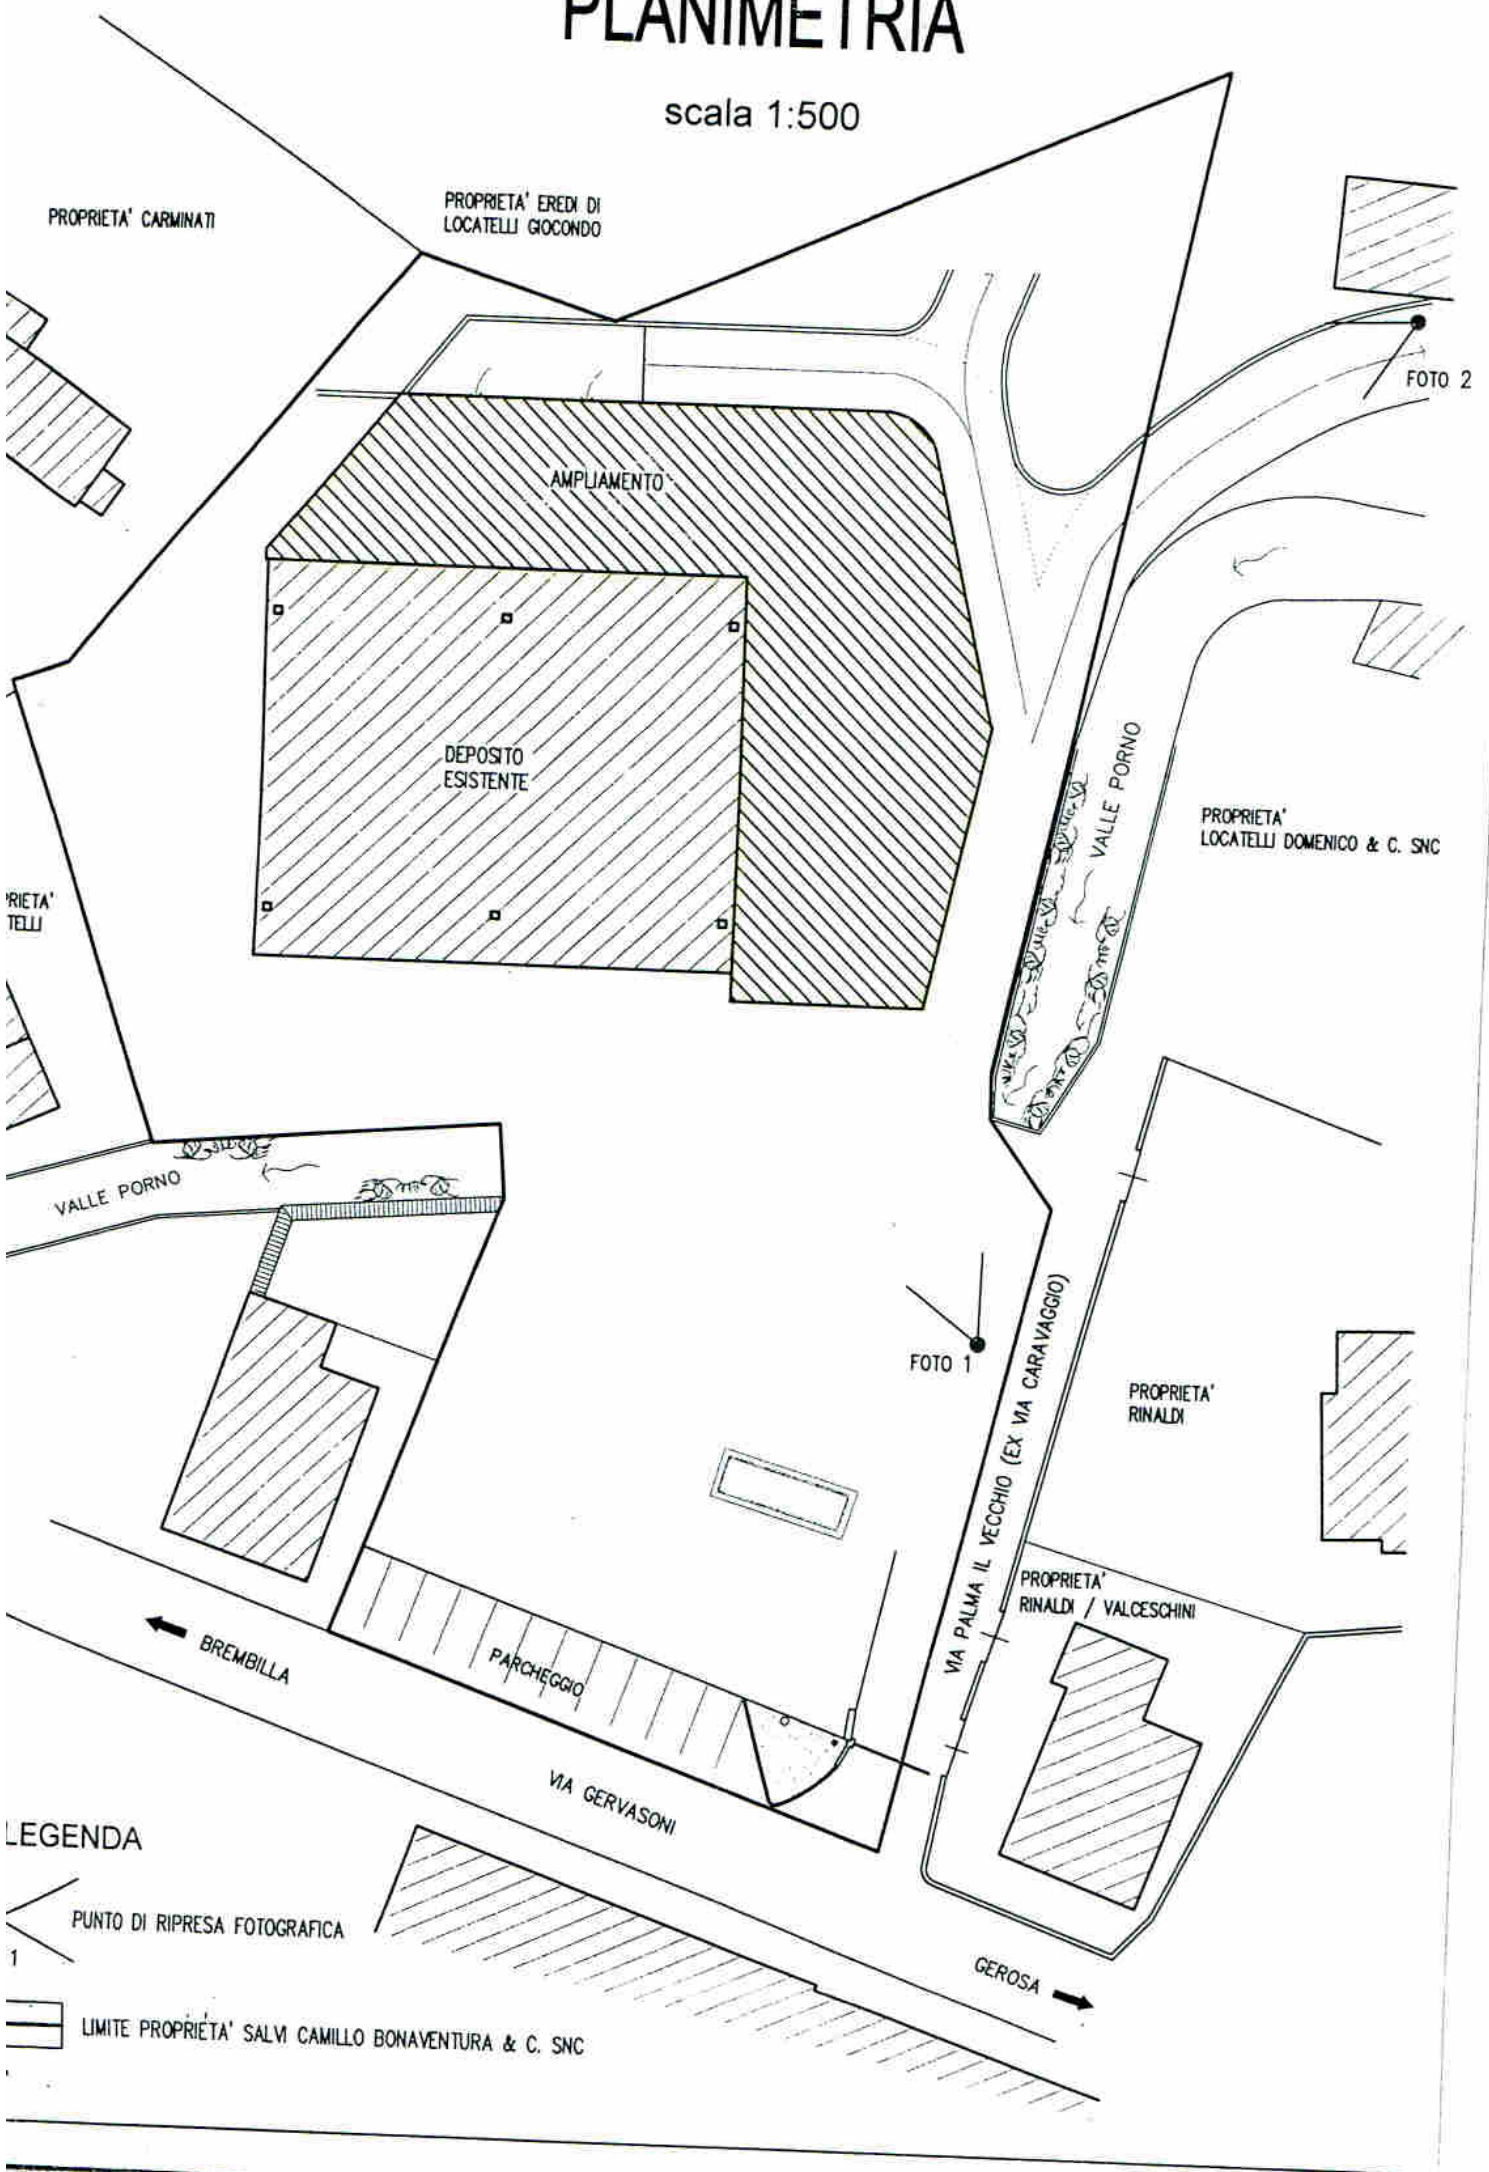 PLANIMETRIA
scala 1:500
PROPRIETA' CARMINATI
PROPRIETA' EREDI DI
LOCATELLI GIOCONDO
FOTO 2
AMPLIAMENTO
DEPOSITO
ESISTENTE
VALLE PORNO
PROPRIETA'
LOCATELLI DOMENICO & C. SNC
PRIETA'
TELLI
VALLE PORNO
FOTO 1
VIA PALMA IL VECCHIO (EX VIA CARAVAGGIO)
PROPRIETA'
RINALDI
PROPRIETA'
RINALDI / VALCESCHINI
BREMBILLA
PARCHEGGIO
VIA GERVASONI
GEROSA
LEGENDA
PUNTO DI RIPRESA FOTOGRAFICA
1
LIMITE PROPRIETA' SALVI CAMILLO BONAVENTURA & C. SNC